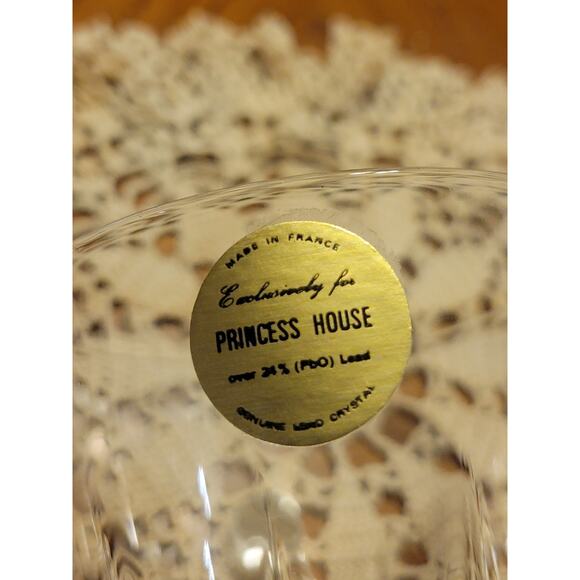 MADE IN FRANCE
Exclusively for
PRINCESS HOUSE
over 24% (PbO) Lead
GENUINE LEAD CRYSTAL